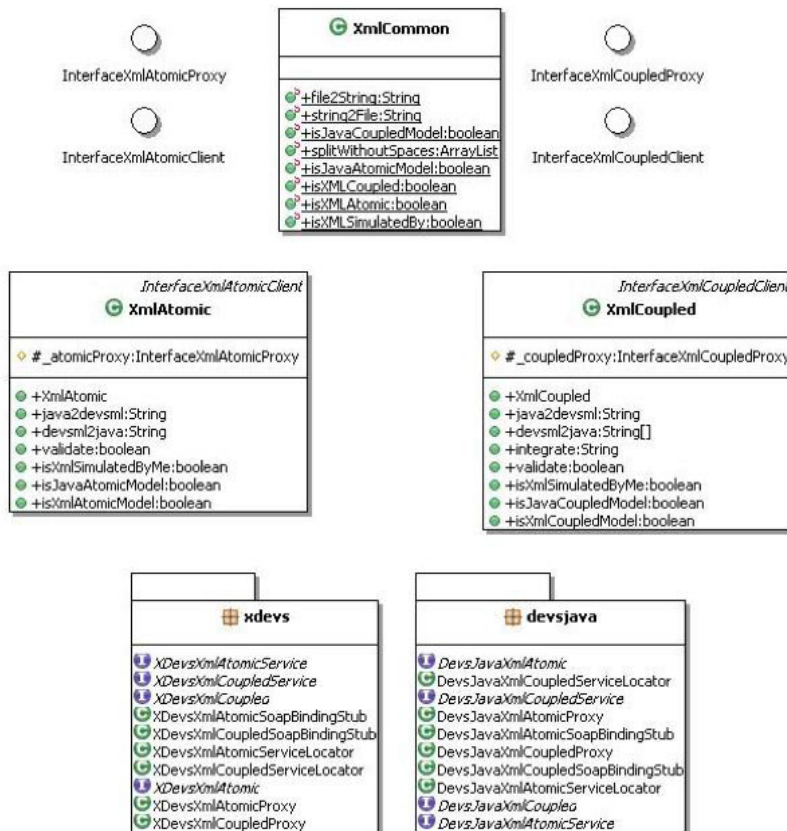 XmlCommon
InterfaceXmlAtomicProxy
InterfaceXmlCoupledProxy
+file2String:String
+string2File:String
+isJavaCoupledModel:boolean
+splitWithoutSpaces:ArrayList
+isJavaAtomicModel:boolean
+isXMLCoupled:boolean
+isXMLAtomic:boolean
+isXMLSimulatedBy:boolean
InterfaceXmlAtomicClient
InterfaceXmlCoupledClient
InterfaceXmlAtomicClient
XmlAtomic
# _atomicProxy:InterfaceXmlAtomicProxy
+XmlAtomic
+java2devsml:String
+devsml2java:String
+validate:boolean
+isXmlSimulatedByMe:boolean
+isJavaAtomicModel:boolean
+isXmlAtomicModel:boolean
InterfaceXmlCoupledClient
XmlCoupled
# _coupledProxy:InterfaceXmlCoupledProxy
+XmlCoupled
+java2devsml:String
+devsml2java:String[]
+integrate:String
+validate:boolean
+isXmlSimulatedByMe:boolean
+isJavaCoupledModel:boolean
+isXmlCoupledModel:boolean
xdevs
XDevsXmlAtomicService
XDevsXmlCoupledService
XDevsXmlCoupled
XDevsXmlAtomicSoapBindingStub
XDevsXmlCoupledSoapBindingStub
XDevsXmlAtomicServiceLocator
XDevsXmlCoupledServiceLocator
XDevsXmlAtomic
XDevsXmlAtomicProxy
XDevsXmlCoupledProxy
devsjava
DevsJavaXmlAtomic
DevsJavaXmlCoupledServiceLocator
DevsJavaXmlCoupledService
DevsJavaXmlAtomicProxy
DevsJavaXmlAtomicSoapBindingStub
DevsJavaXmlCoupledProxy
DevsJavaXmlCoupledSoapBindingStub
DevsJavaXmlAtomicServiceLocator
DevsJavaXmlCoupled
DevsJavaXmlAtomicService